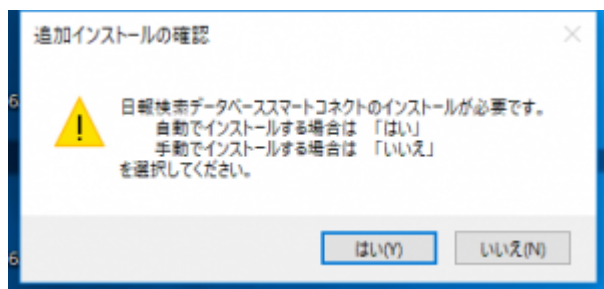 追加インストールの確認
6
日報検索データベーススマートコネクトのインストールが必要です。
自動でインストールする場合は 「はい」
手動でインストールする場合は 「いいえ」
を選択してください。
はい(Y)
いいえ(N)
6